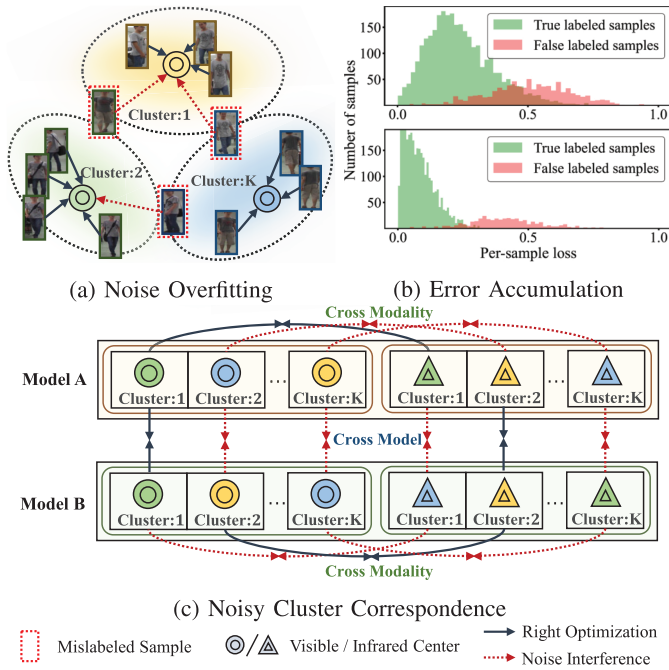 Cluster:1
Cluster:2
Cluster:K
(a) Noise Overfitting
Number of samples
150
100
50
True labeled samples
False labeled samples
0.0
0.5
1.0
150
100
50
True labeled samples
False labeled samples
0.0
0.5
1.0
Per-sample loss
(b) Error Accumulation
Cross Modality
Model A
Cluster:1
Cluster:2
...
Cluster:K
Cluster:1
Cluster:2
...
Cluster:K
Cross Model
Model B
Cluster:1
Cluster:2
...
Cluster:K
Cluster:1
Cluster:2
...
Cluster:K
Cross Modality
(c) Noisy Cluster Correspondence
Mislabeled Sample
/
Visible / Infrared Center
Right Optimization
Noise Interference